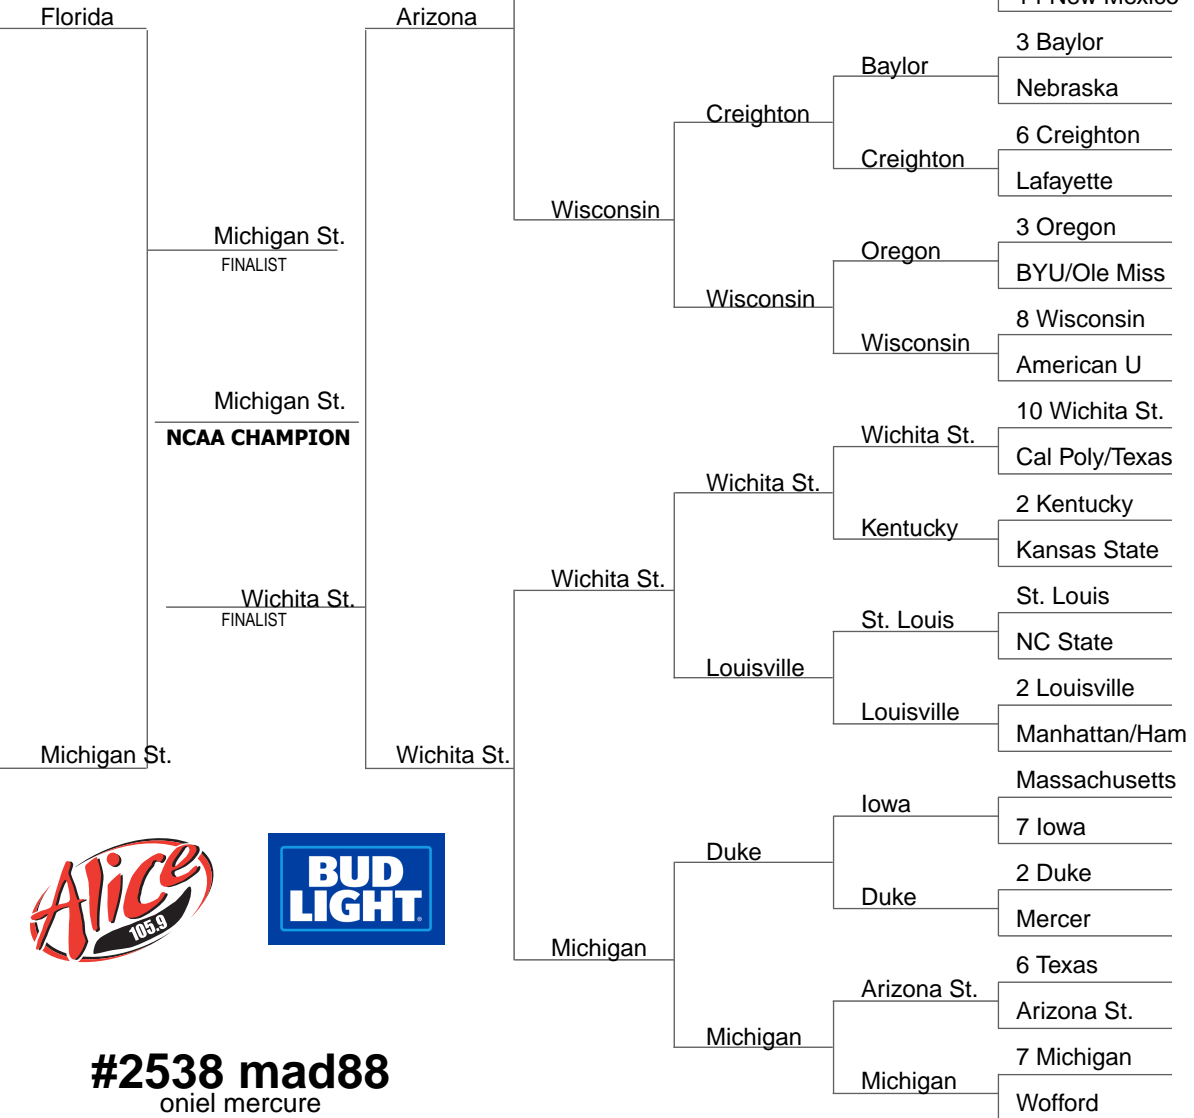 Florida
Michigan St.
FINALIST
Michigan St.
NCAA CHAMPION
Wichita St.
FINALIST
Michigan St.
Arizona
Wichita St.
Wisconsin
Wichita St.
Michigan
Creighton
Wisconsin
Wichita St.
Louisville
Duke
Michigan
Baylor
Creighton
Oregon
Wisconsin
Wichita St.
Kentucky
St. Louis
Louisville
Iowa
Duke
Arizona St.
Michigan
New Mexico
3 Baylor
Nebraska
6 Creighton
Lafayette
3 Oregon
BYU/Ole Miss
8 Wisconsin
American U
10 Wichita St.
Cal Poly/Texas
2 Kentucky
Kansas State
St. Louis
NC State
2 Louisville
Manhattan/Ham
Massachusetts
7 Iowa
2 Duke
Mercer
6 Texas
Arizona St.
7 Michigan
Wofford
Alice
105.9
BUD
LIGHT
#2538 mad88
oniel mercure